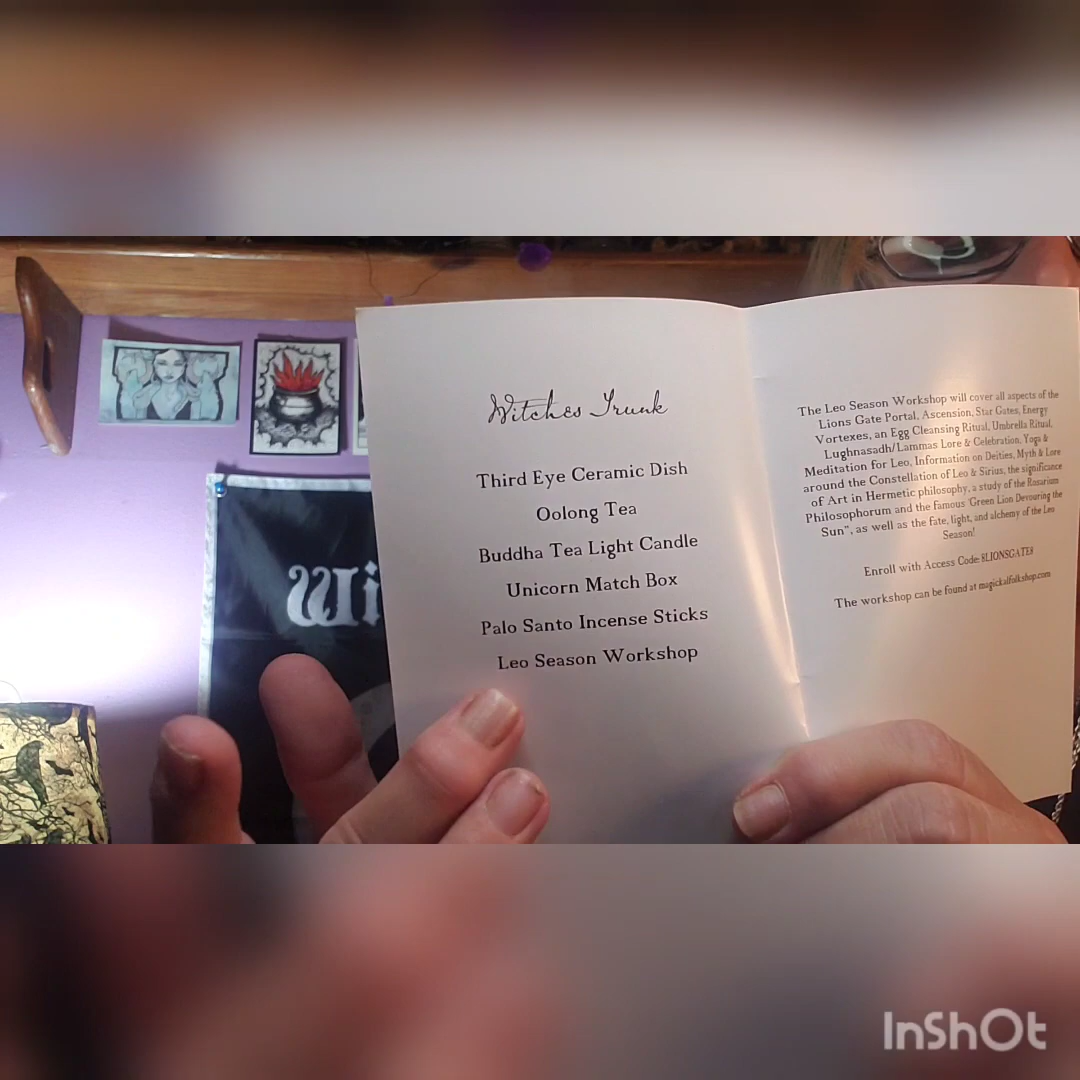 Witches Trunk
Third Eye Ceramic Dish
Oolong Tea
Buddha Tea Light Candle
Unicorn Match Box
Palo Santo Incense Sticks
Leo Season Workshop
The Leo Season Workshop will cover all aspects of the
Lions Gate Portal, Ascension, Star Gates, Energy
Vortexes, an Egg Cleansing Ritual, Umbrella Ritual,
Lughnasadh/Lammas Lore & Celebration, Yoga &
Meditation for Leo, Information on Deities, Myth & Lore
around the Constellation of Leo & Sirius, the significance
of Art in Hermetic philosophy, a study of the Rosarium
Philosophorum and the famous 'Green Lion Devouring the
Sun", as well as the fate, light, and alchemy of the Leo
Season!
Enroll with Access Code: 8LIONSGATE8
The workshop can be found at magickalfolkshop.com
Wi
InShOt